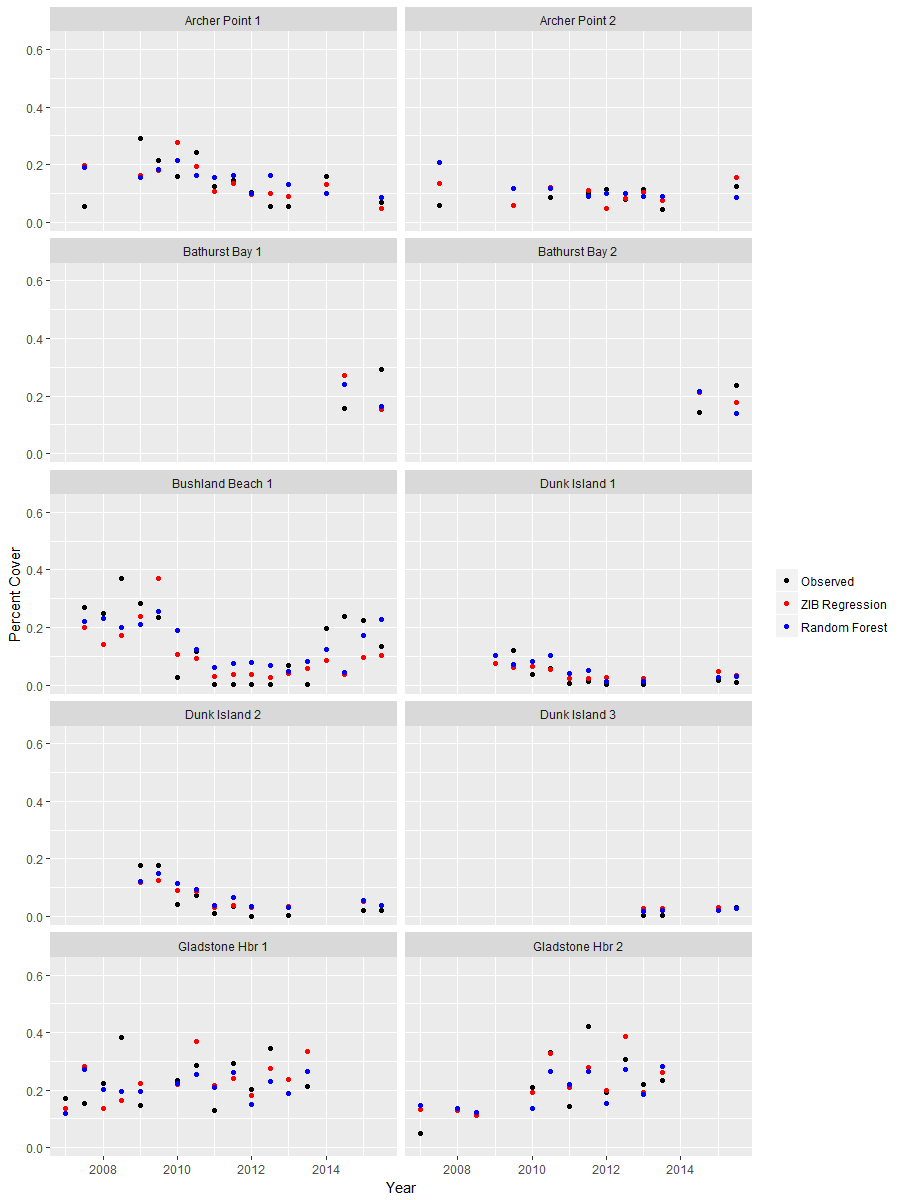 Archer Point 1
Archer Point 2
0.6
0.4
0.2
0.0
Bathurst Bay 1
Bathurst Bay 2
0.6
0.4
0.2
0.0
Bushland Beach 1
Dunk Island 1
0.6
0.4
0.2
0.0
Percent Cover
Observed
ZIB Regression
Random Forest
Dunk Island 2
Dunk Island 3
0.6
0.4
0.2
0.0
Gladstone Hbr 1
Gladstone Hbr 2
0.6
0.4
0.2
0.0
2008 2010 2012 2014 2008 2010 2012 2014
Year